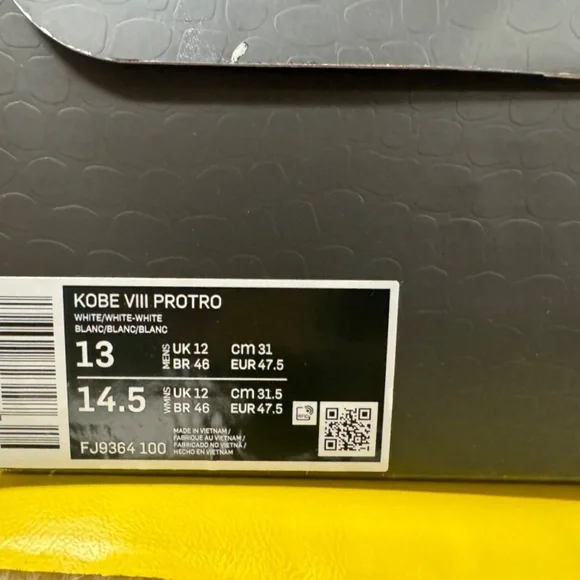 KOBE VIII PROTRO
WHITE/WHITE-WHITE
BLANC/BLANC/BLANC
13 MENS UK 12 CM 31
BR 46 EUR 47.5
14.5 WMNS UK 12 CM 31.5
BR 46 EUR 47.5
FJ9364 100
MADE IN VIETNAM /
FABRIQUE AU VIETNAM /
FABRICADO NO VIETNÃ /
HECHO EN VIETNAM